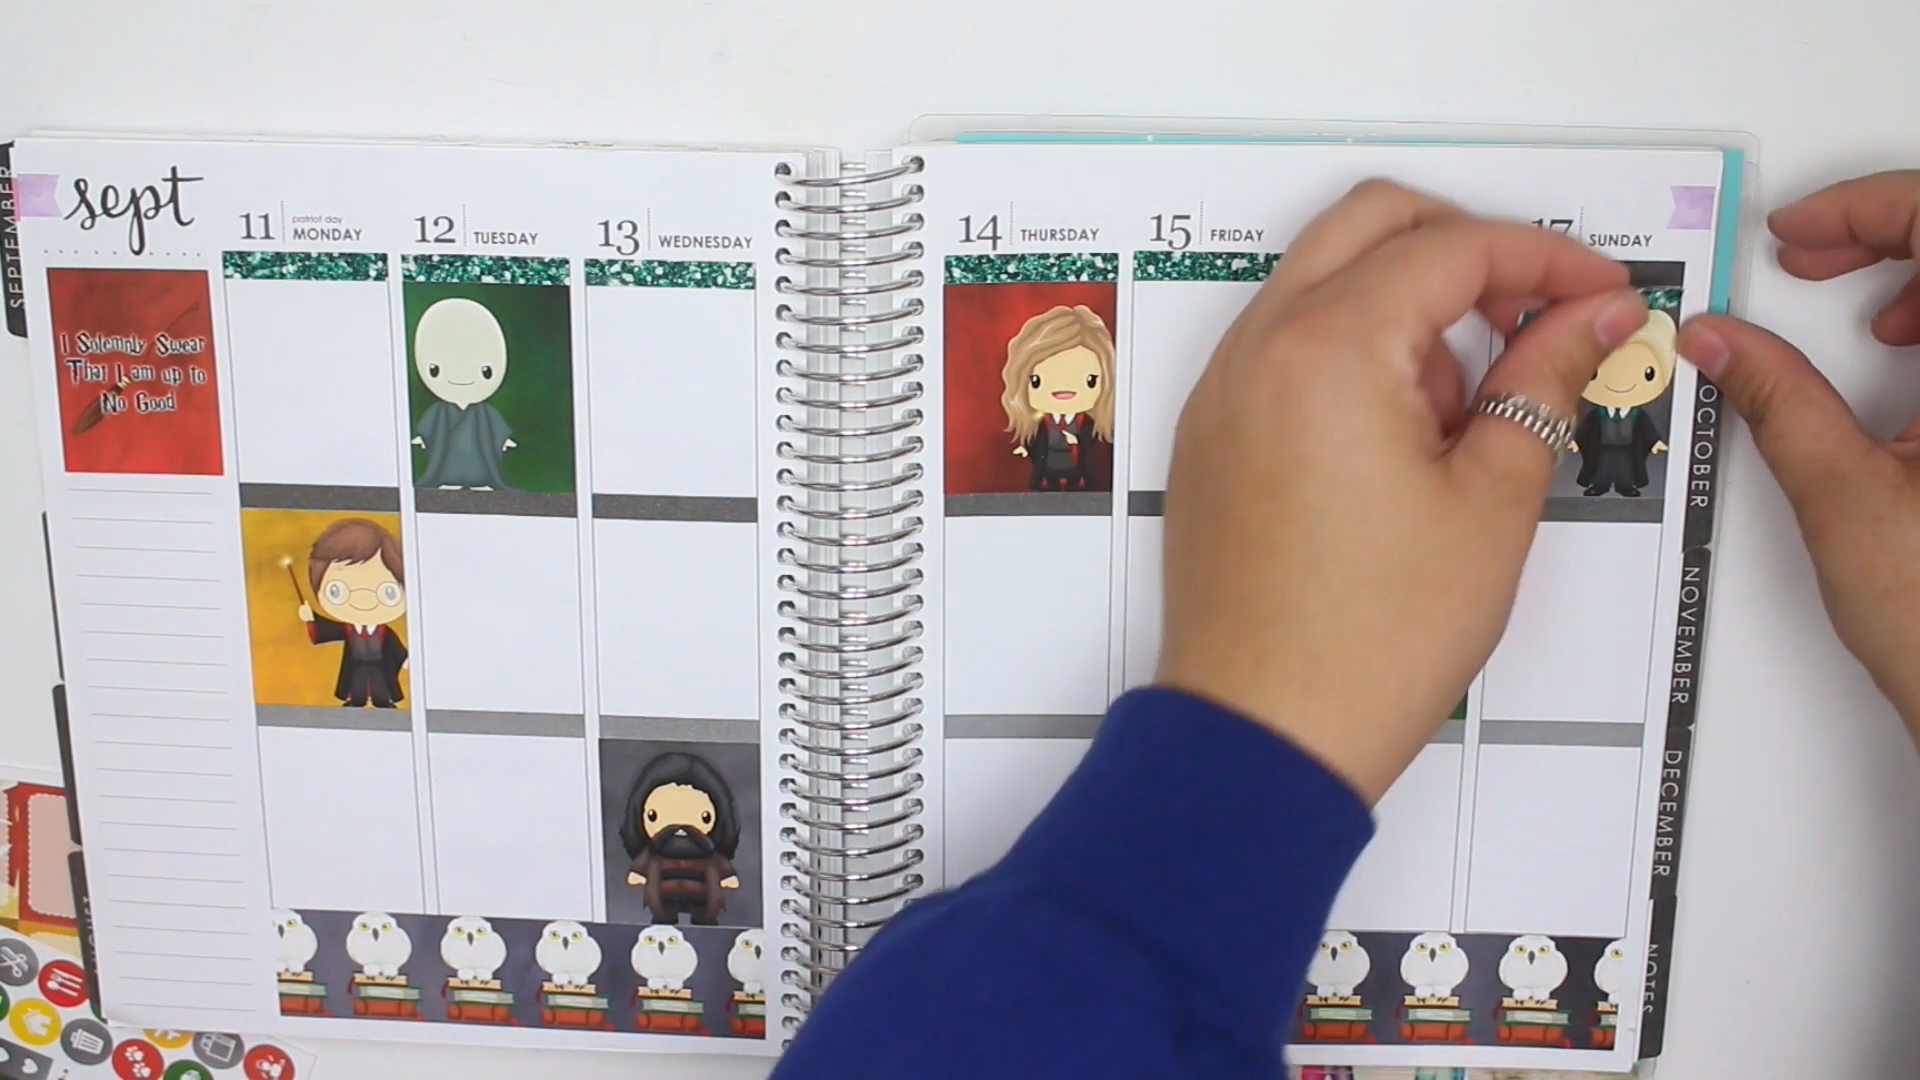 SEPTEMBER
sept
11 patriot day
MONDAY
12 TUESDAY
13 WEDNESDAY
14 THURSDAY
15 FRIDAY
17 SUNDAY
I Solemnly Swear
That I am up to
No Good
OCTOBER
NOVEMBER
DECEMBER
NOTES